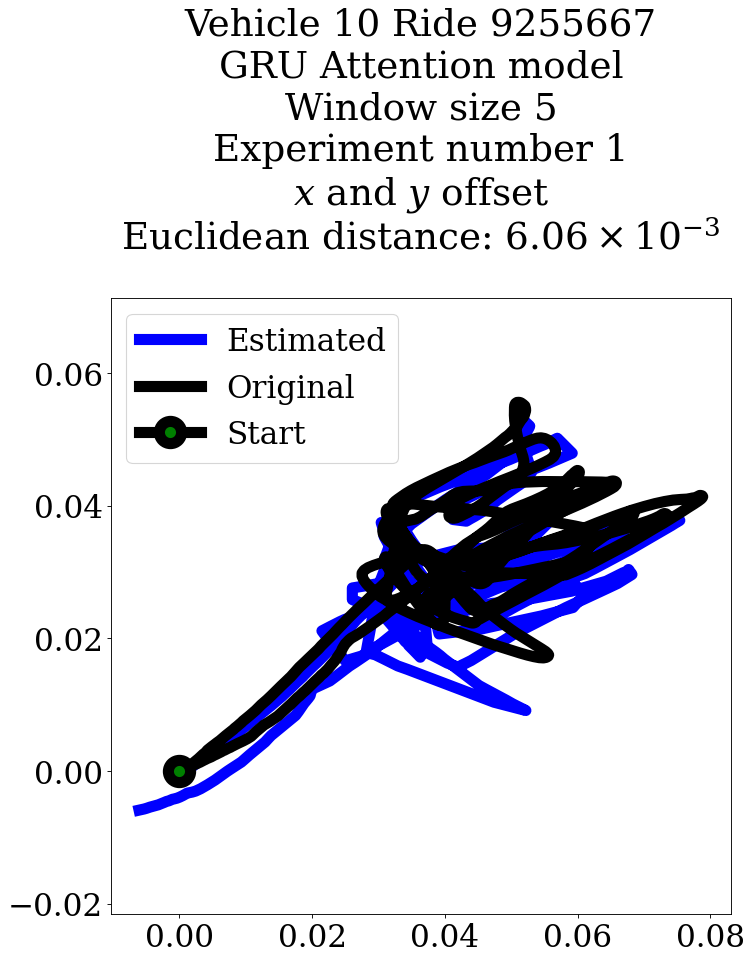 Vehicle 10 Ride 9255667
GRU Attention model
Window size 5
Experiment number 1
x and y offset
Euclidean distance: 6.06 × 10⁻³
Estimated
Original
Start
0.06
0.04
0.02
0.00
−0.02
0.00 0.02 0.04 0.06 0.08